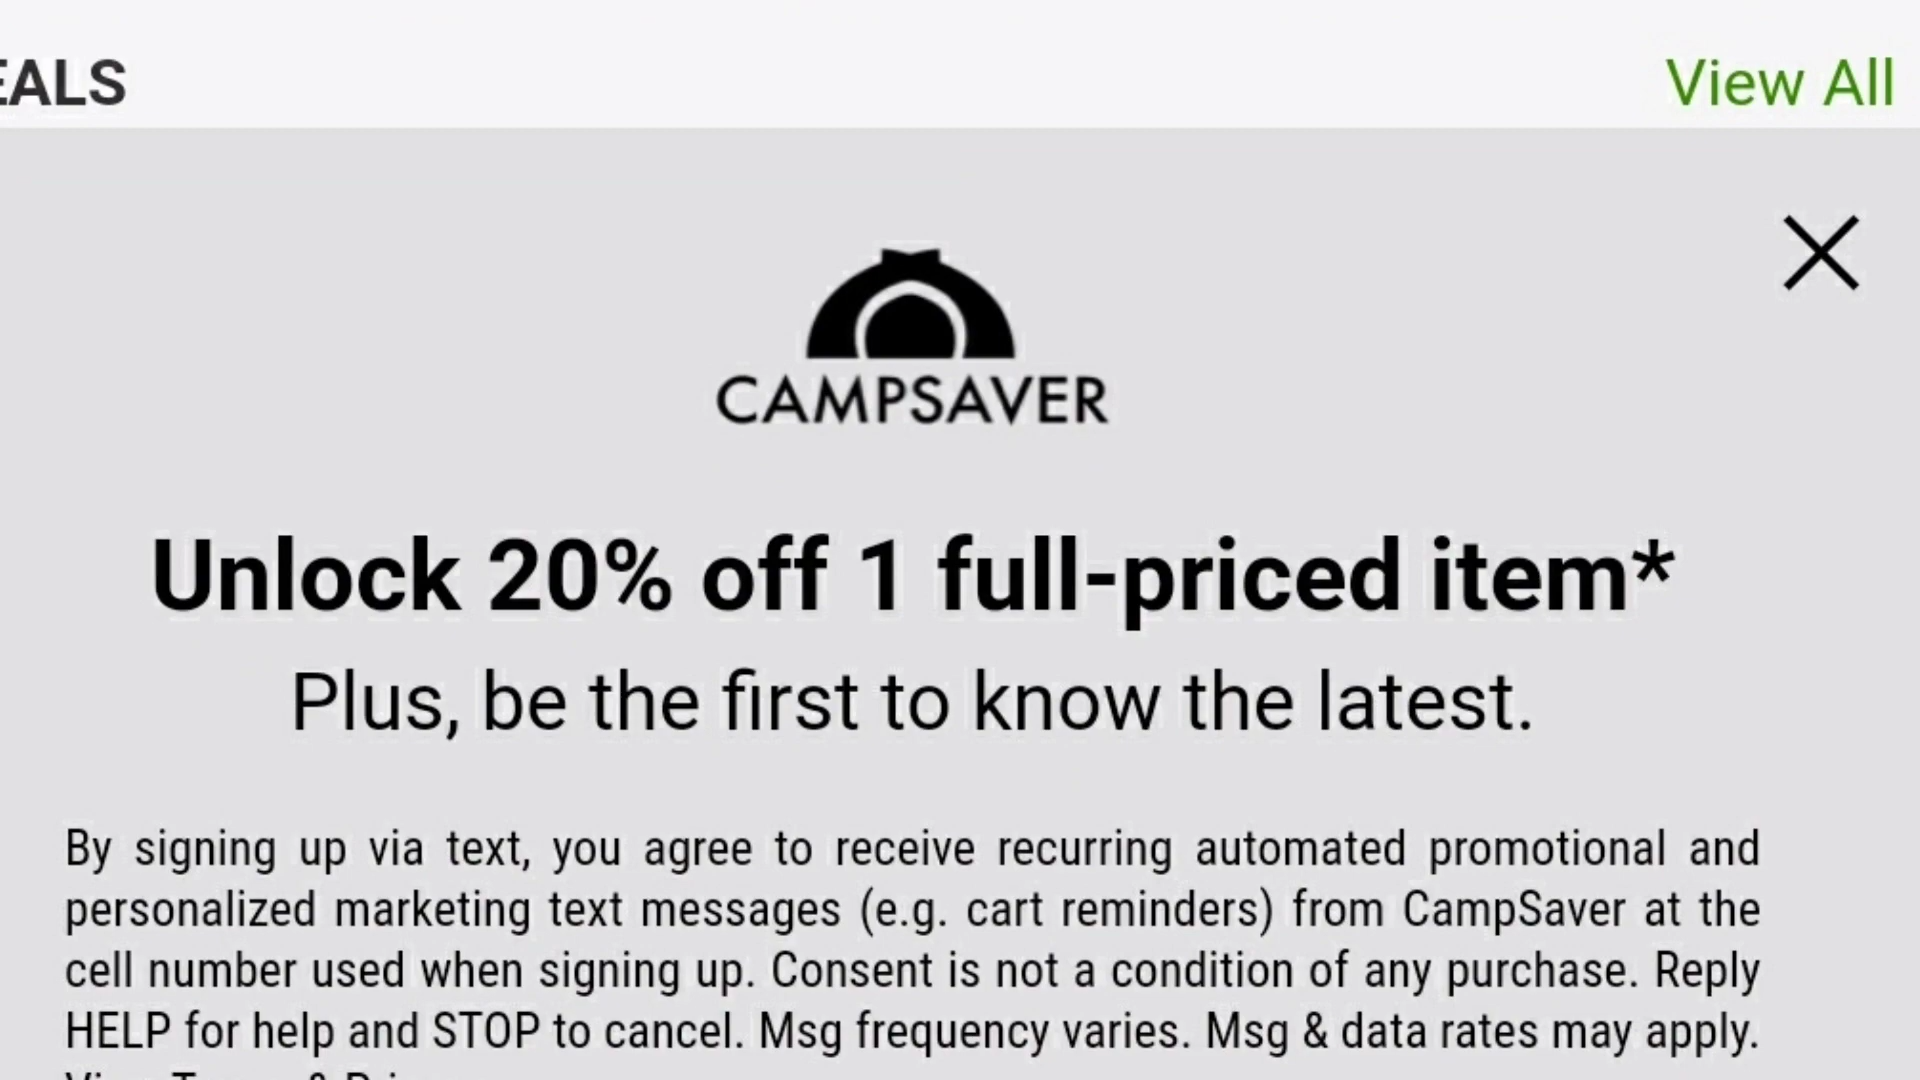 EALS
View All
CAMPSAVER
Unlock 20% off 1 full-priced item*
Plus, be the first to know the latest.
By signing up via text, you agree to receive recurring automated promotional and
personalized marketing text messages (e.g. cart reminders) from CampSaver at the
cell number used when signing up. Consent is not a condition of any purchase. Reply
HELP for help and STOP to cancel. Msg frequency varies. Msg & data rates may apply.